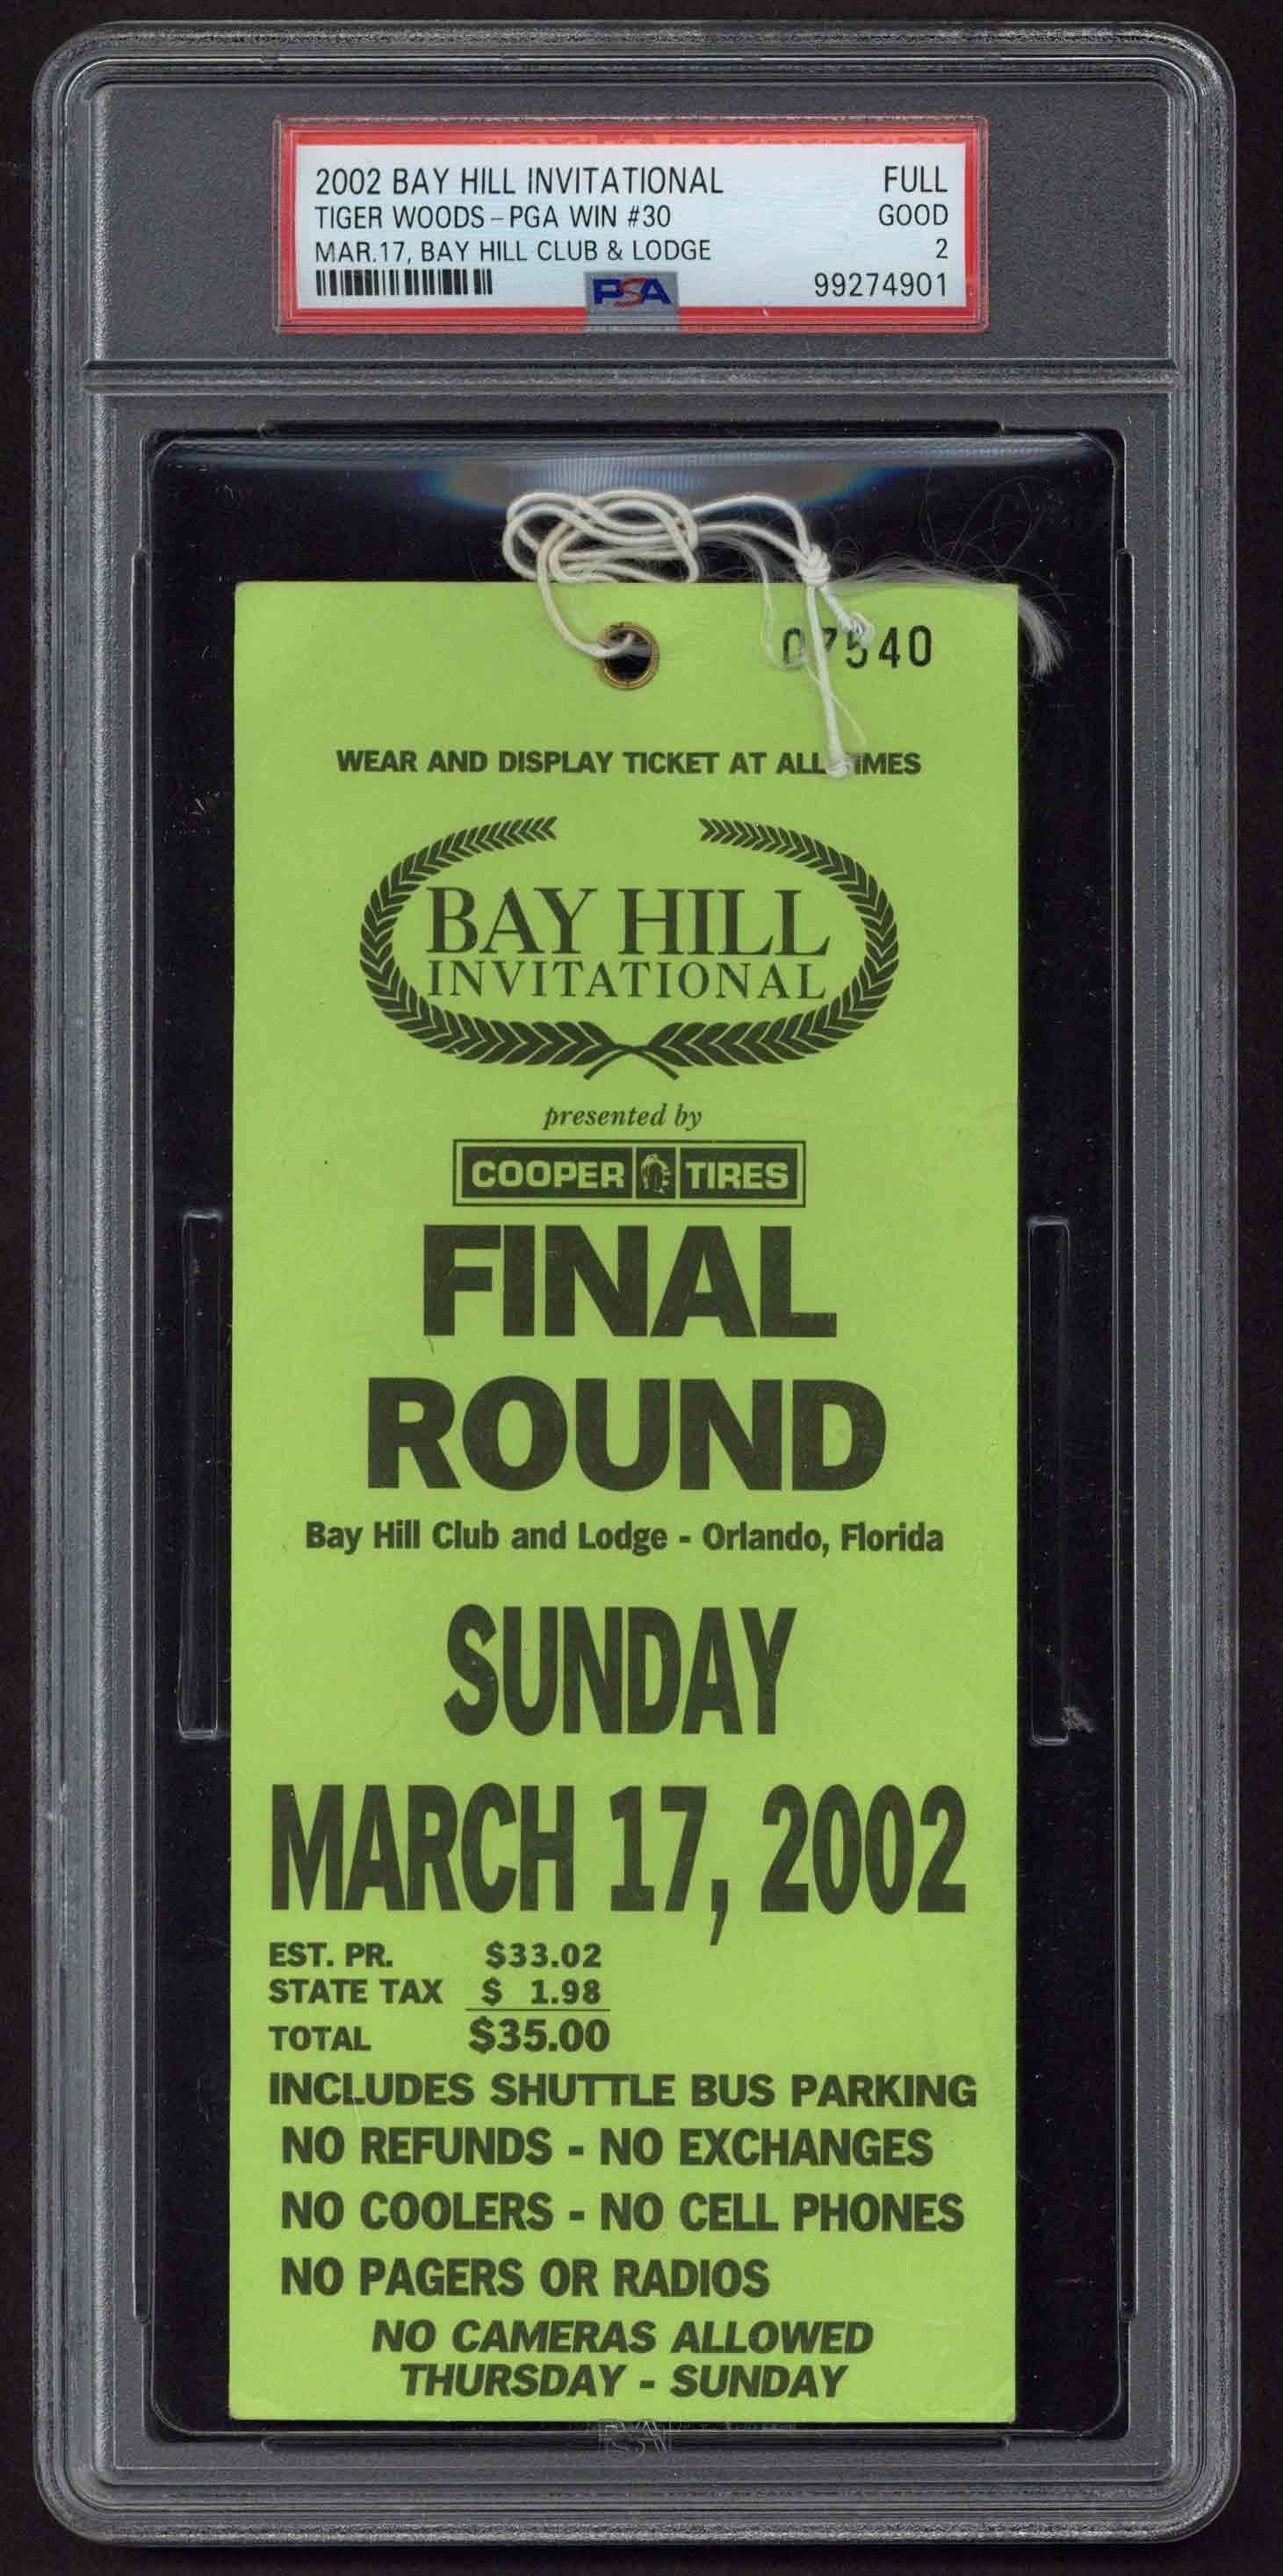 2002 BAY HILL INVITATIONAL FULL
TIGER WOODS-PGA WIN #30 GOOD
MAR.17, BAY HILL CLUB & LODGE 2
PSA 99274901
07540
WEAR AND DISPLAY TICKET AT ALL TIMES
BAY HILL
INVITATIONAL
presented by
COOPER TIRES
FINAL
ROUND
Bay Hill Club and Lodge - Orlando, Florida
SUNDAY
MARCH 17, 2002
EST. PR. $33.02
STATE TAX $ 1.98
TOTAL $35.00
INCLUDES SHUTTLE BUS PARKING
NO REFUNDS - NO EXCHANGES
NO COOLERS - NO CELL PHONES
NO PAGERS OR RADIOS
NO CAMERAS ALLOWED
THURSDAY - SUNDAY
PSA